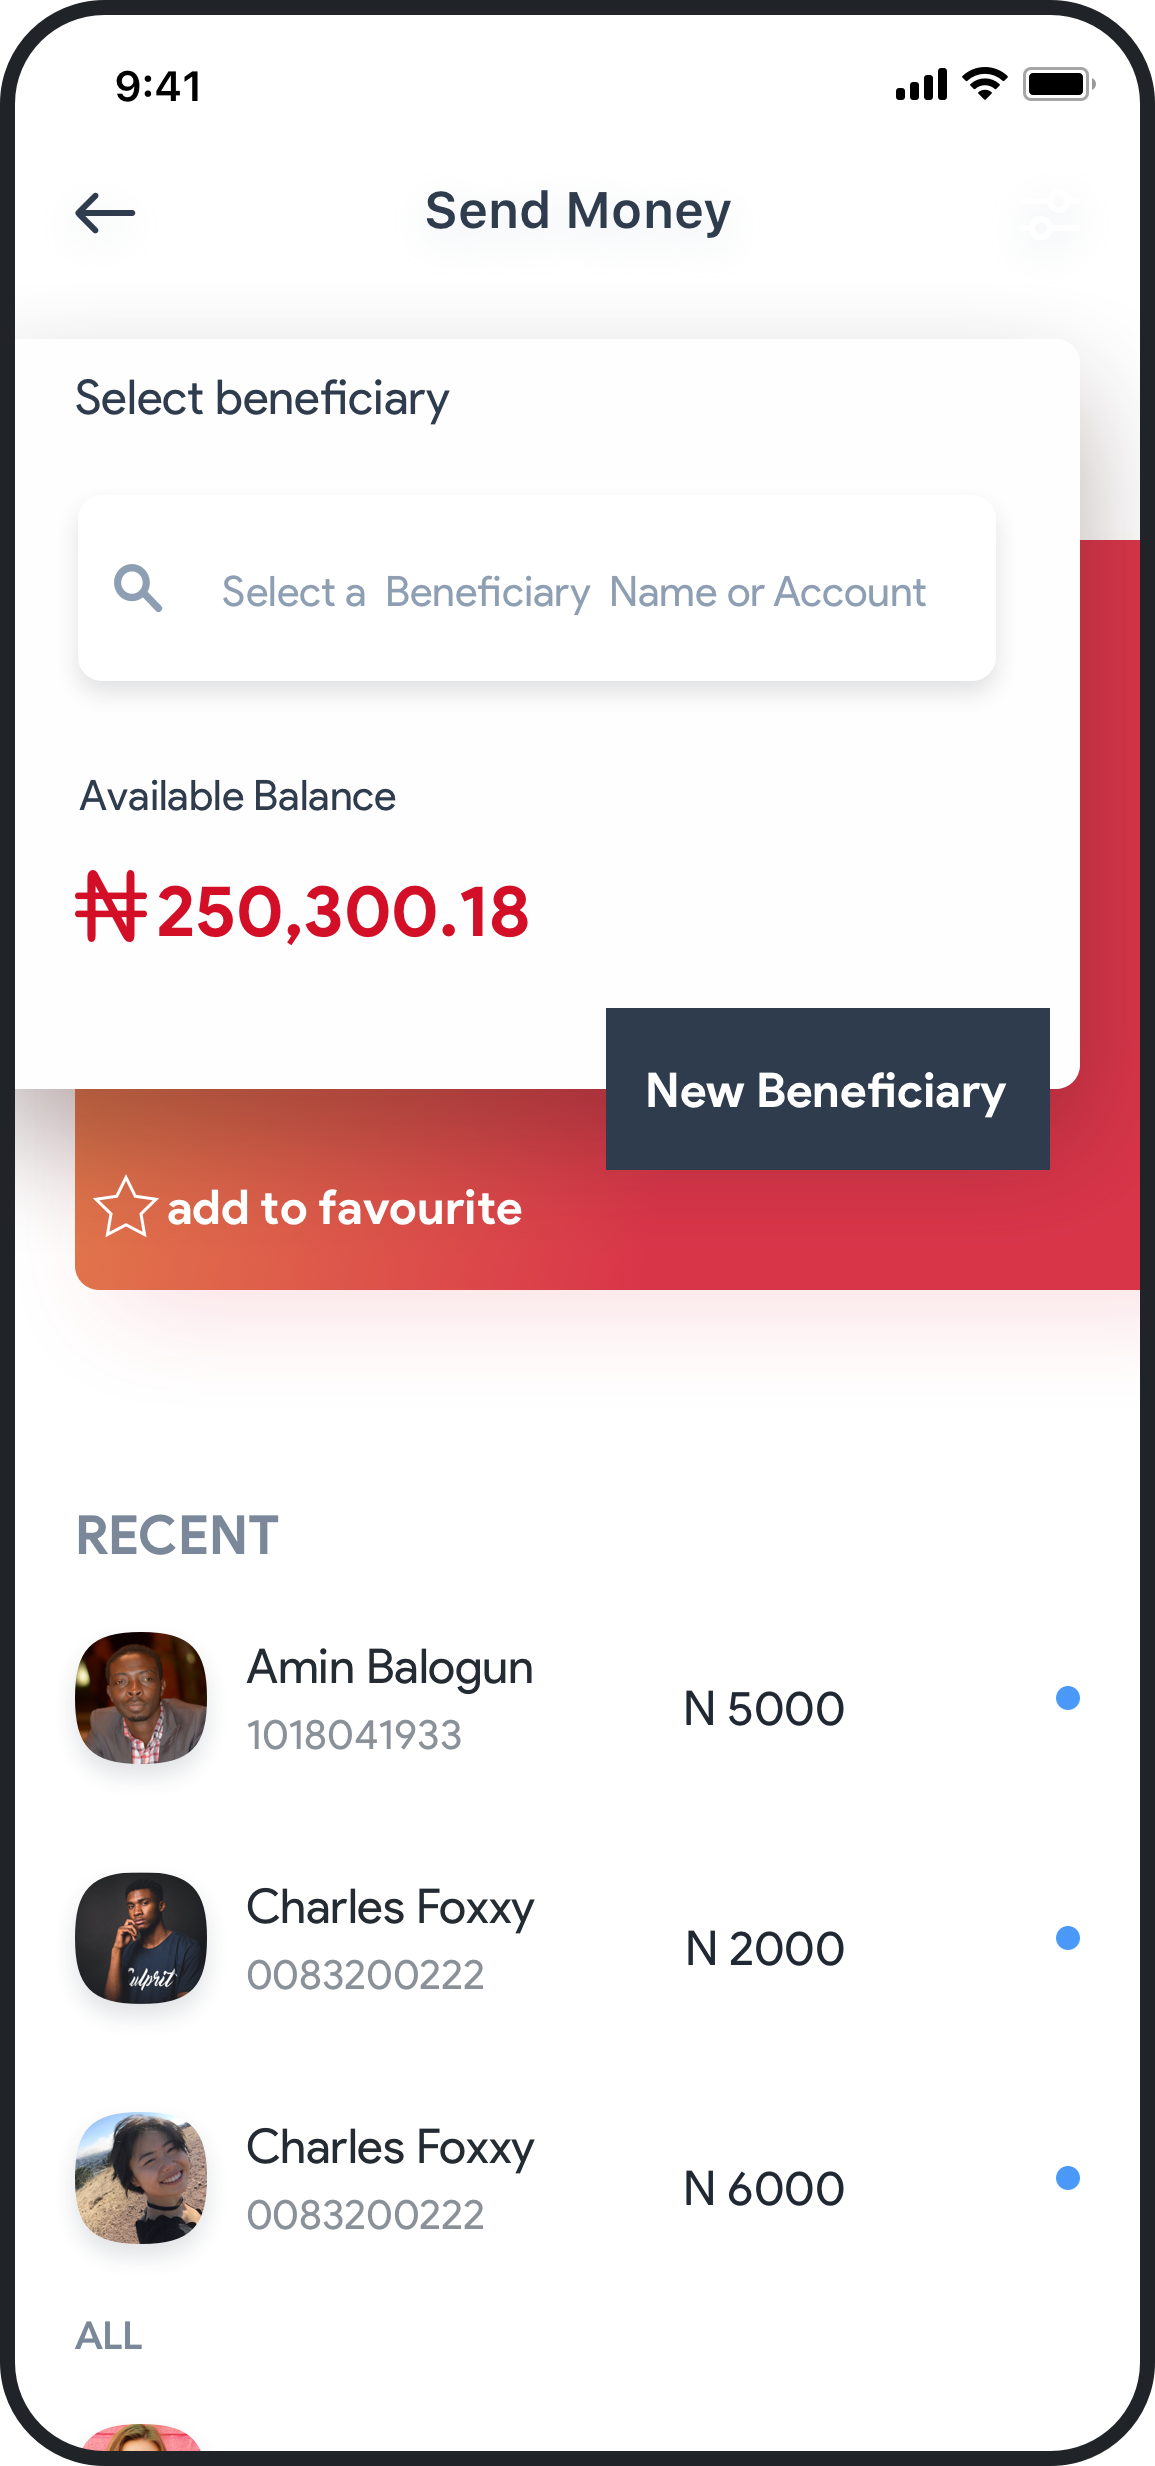 9:41
Send Money
Select beneficiary
Select a Beneficiary Name or Account
Available Balance
₦250,300.18
New Beneficiary
add to favourite
RECENT
Amin Balogun
N 5000
1018041933
Charles Foxxy
N 2000
0083200222
Charles Foxxy
N 6000
0083200222
ALL